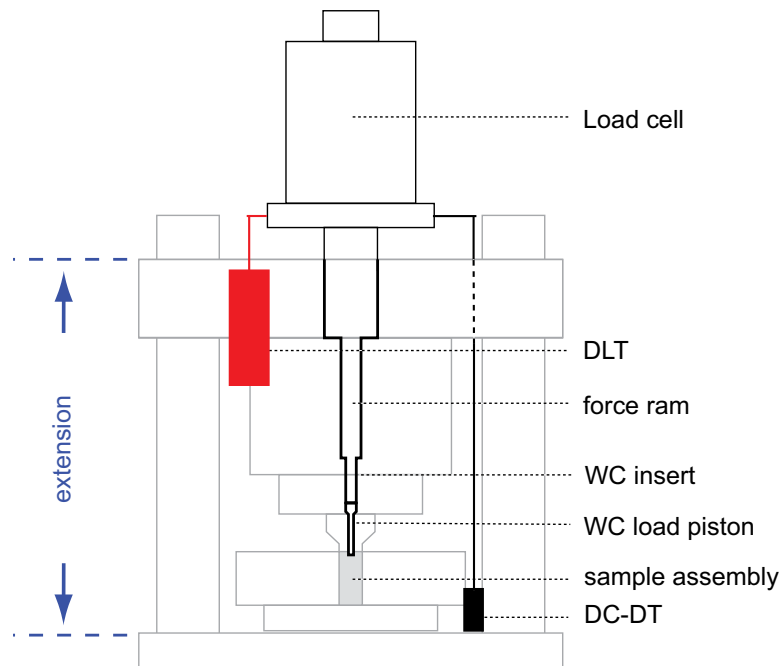 Load cell
DLT
force ram
WC insert
WC load piston
sample assembly
DC-DT
extension